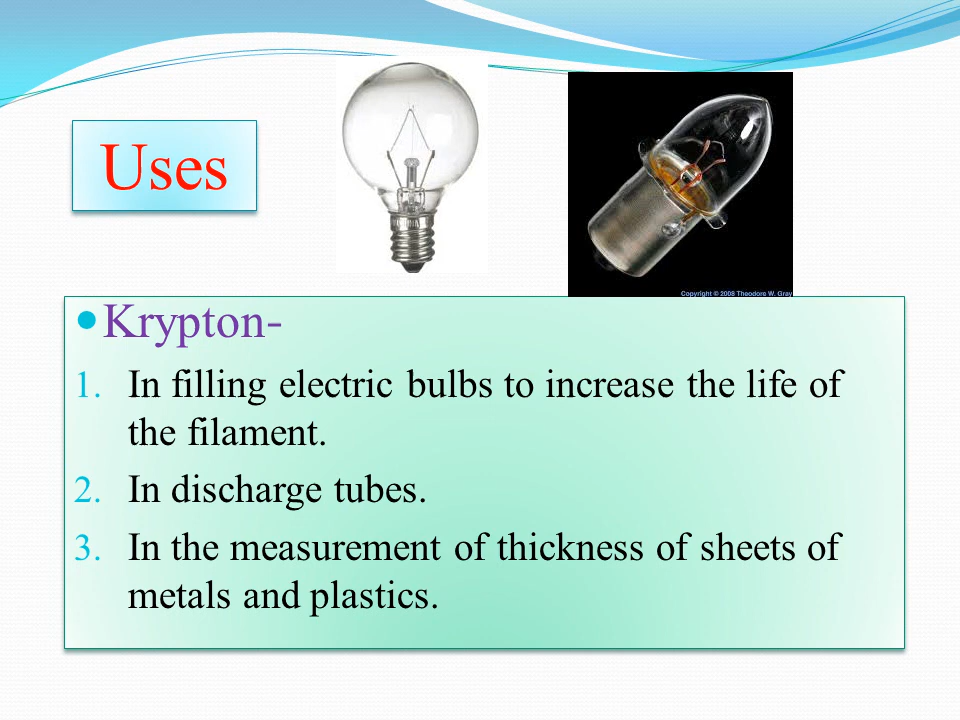 Uses
Copyright © 2008 Theodore W. Gray
Krypton-
1. In filling electric bulbs to increase the life of
the filament.
2. In discharge tubes.
3. In the measurement of thickness of sheets of
metals and plastics.